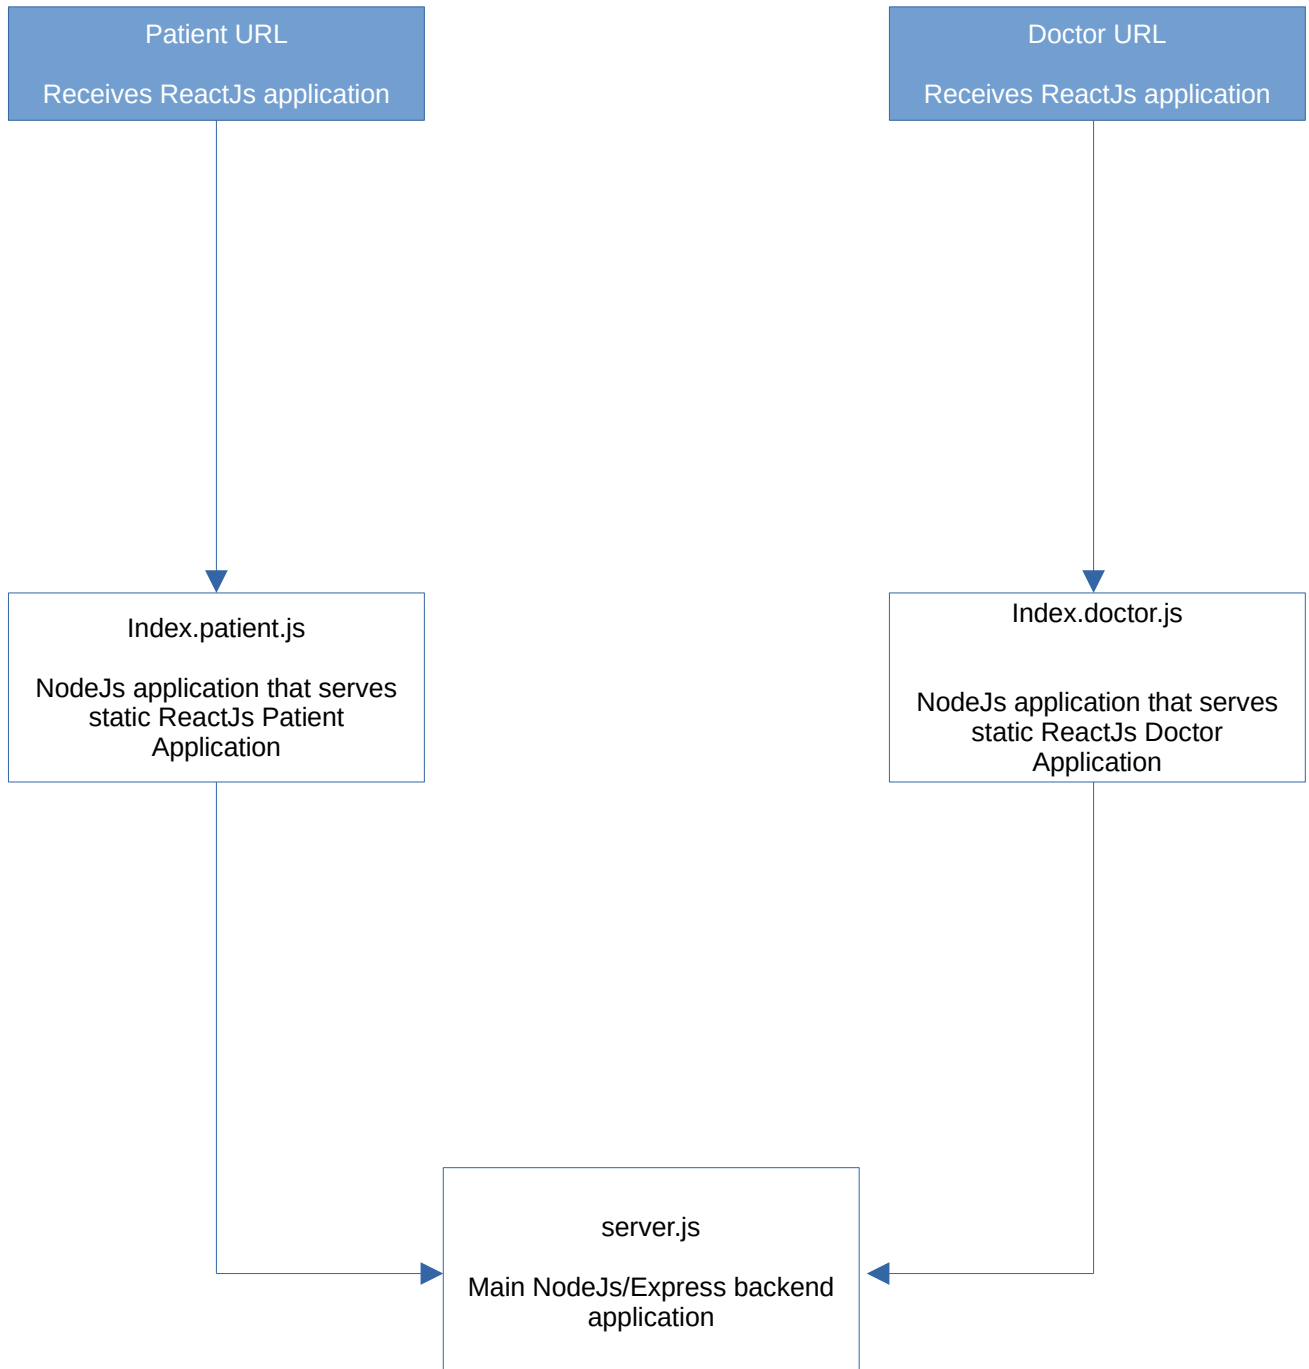 Patient URL
Receives ReactJs application
Doctor URL
Receives ReactJs application
Index.patient.js
NodeJs application that serves
static ReactJs Patient
Application
Index.doctor.js
NodeJs application that serves
static ReactJs Doctor
Application
server.js
Main NodeJs/Express backend
application